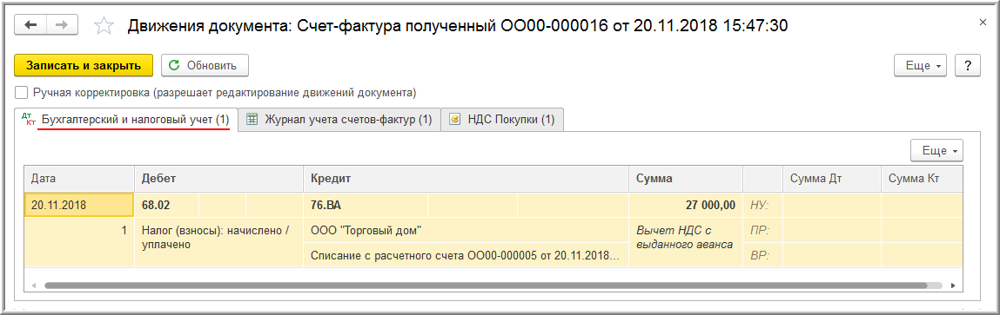 Движения документа: Счет-фактура полученный ОО00-000016 от 20.11.2018 15:47:30
Записать и закрыть
Обновить
Еще
?
Ручная корректировка (разрешает редактирование движений документа)
Дт Кт
Бухгалтерский и налоговый учет (1)
Журнал учета счетов-фактур (1)
НДС Покупки (1)
Еще
Дата Дебет Кредит Сумма Сумма Дт Сумма Кт
20.11.2018 68.02 76.ВА 27 000,00 НУ:
1 Налог (взносы): начислено / ООО "Торговый дом" Вычет НДС с ПР:
уплачено выданного аванса
Списание с расчетного счета ОО00-000005 от 20.11.2018... ВР: